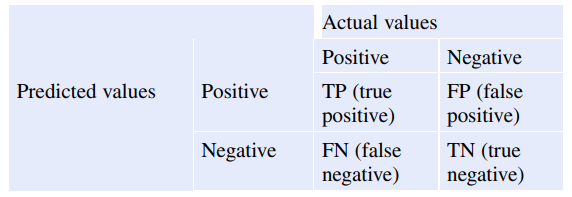 Actual values
Positive Negative
Predicted values Positive TP (true positive) FP (false positive)
Negative FN (false negative) TN (true negative)